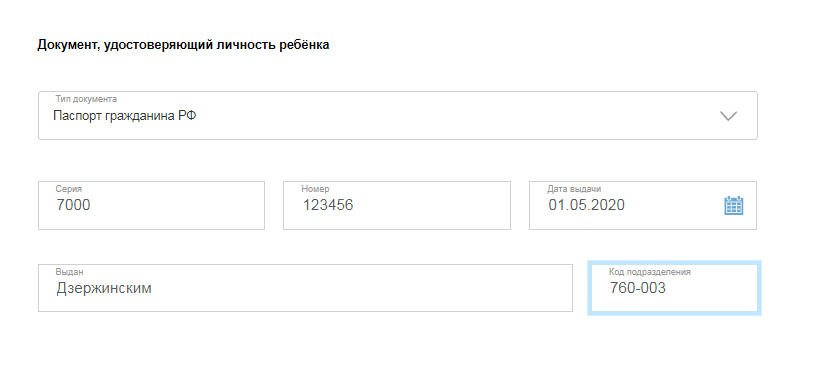 Документ, удостоверяющий личность ребёнка
Тип документа
Паспорт гражданина РФ
Серия
7000
Номер
123456
Дата выдачи
01.05.2020
Выдан
Дзержинским
Код подразделения
760-003